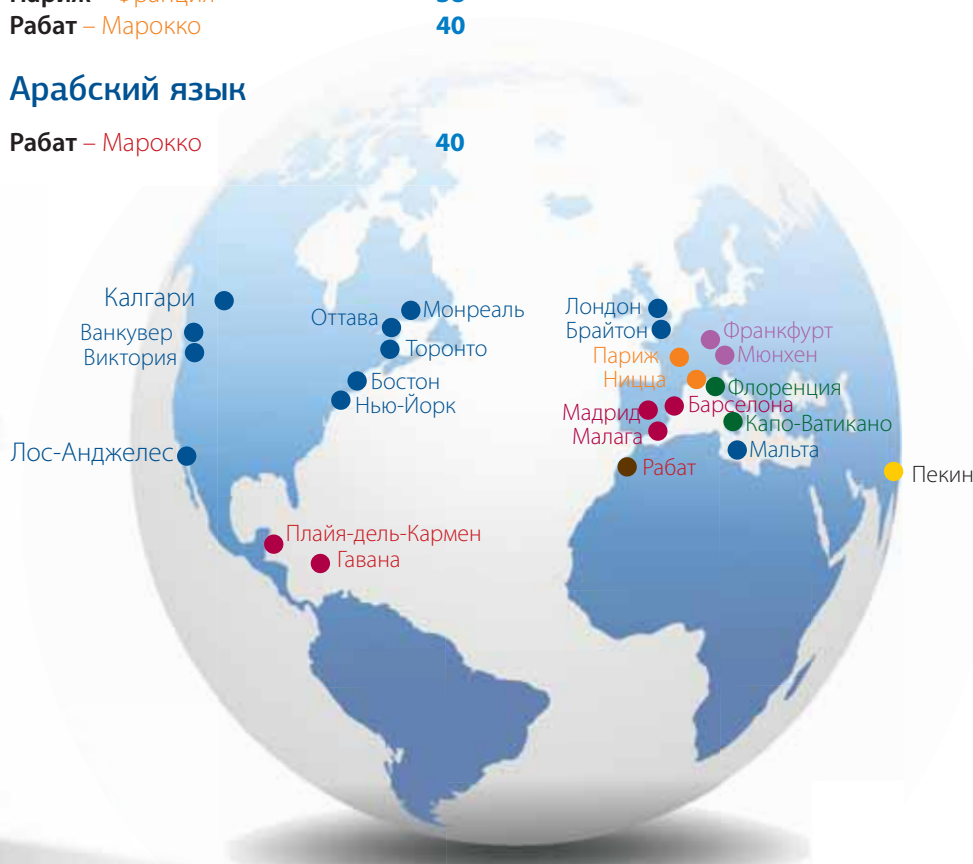 Париж – Франция
Рабат – Марокко 40
Арабский язык
Рабат – Марокко 40
Калгари
Ванкувер
Виктория
Оттава
Монреаль
Торонто
Бостон
Нью-Йорк
Лос-Анджелес
Плайя-дель-Кармен
Гавана
Лондон
Брайтон
Париж
Ницца
Франкфурт
Мюнхен
Флоренция
Барселона
Мадрид
Малага
Капо-Ватикано
Мальта
Рабат
Пекин